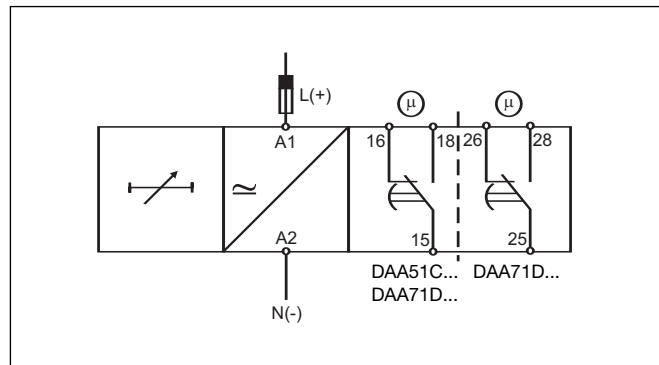 L(+)
μ μ
A1 16 18 26 28
≃
A2 15 25
DAA51C... DAA71D...
DAA71D...
N(-)